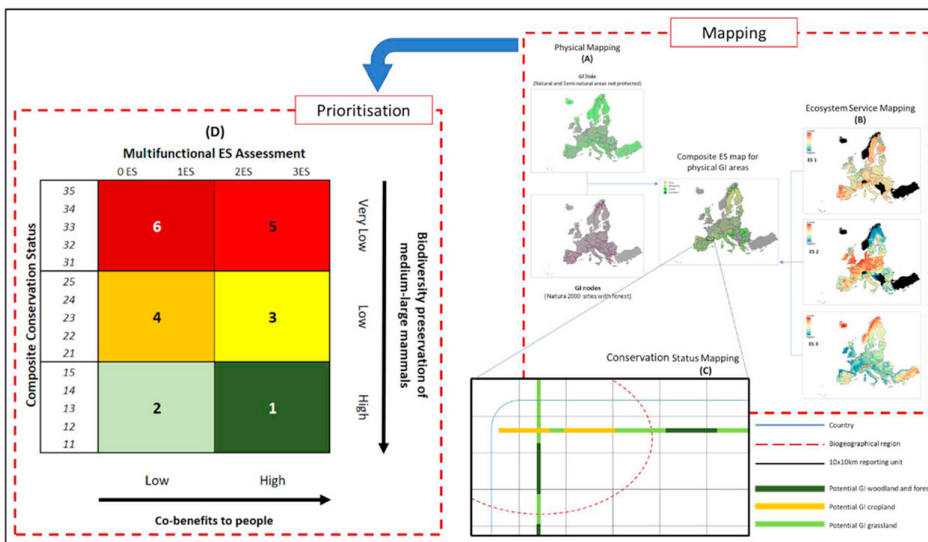 Mapping
Prioritisation
(D)
Multifunctional ES Assessment
0 ES 1ES 2ES 3ES
Composite Conservation Status
35
34
33
32
31
25
24
23
22
21
15
14
13
12
11
6
5
4
3
2
1
Very Low
Low
High
Biodiversity preservation of
medium-large mammals
Low
High
Co-benefits to people
Physical Mapping
(A)
GI links
(Natural and Semi-natural areas not protected)
GI nodes
(Natura 2000 sites with forest)
Composite ES map for
physical GI areas
Ecosystem Service Mapping
(B)
ES 1
ES 2
ES 3
Conservation Status Mapping
(C)
Country
Biogeographical region
10x10km reporting unit
Potential GI woodland and forest
Potential GI cropland
Potential GI grassland